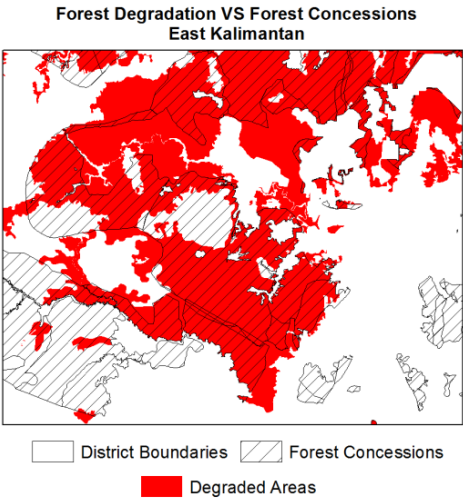 Forest Degradation VS Forest Concessions
East Kalimantan
District Boundaries
Forest Concessions
Degraded Areas